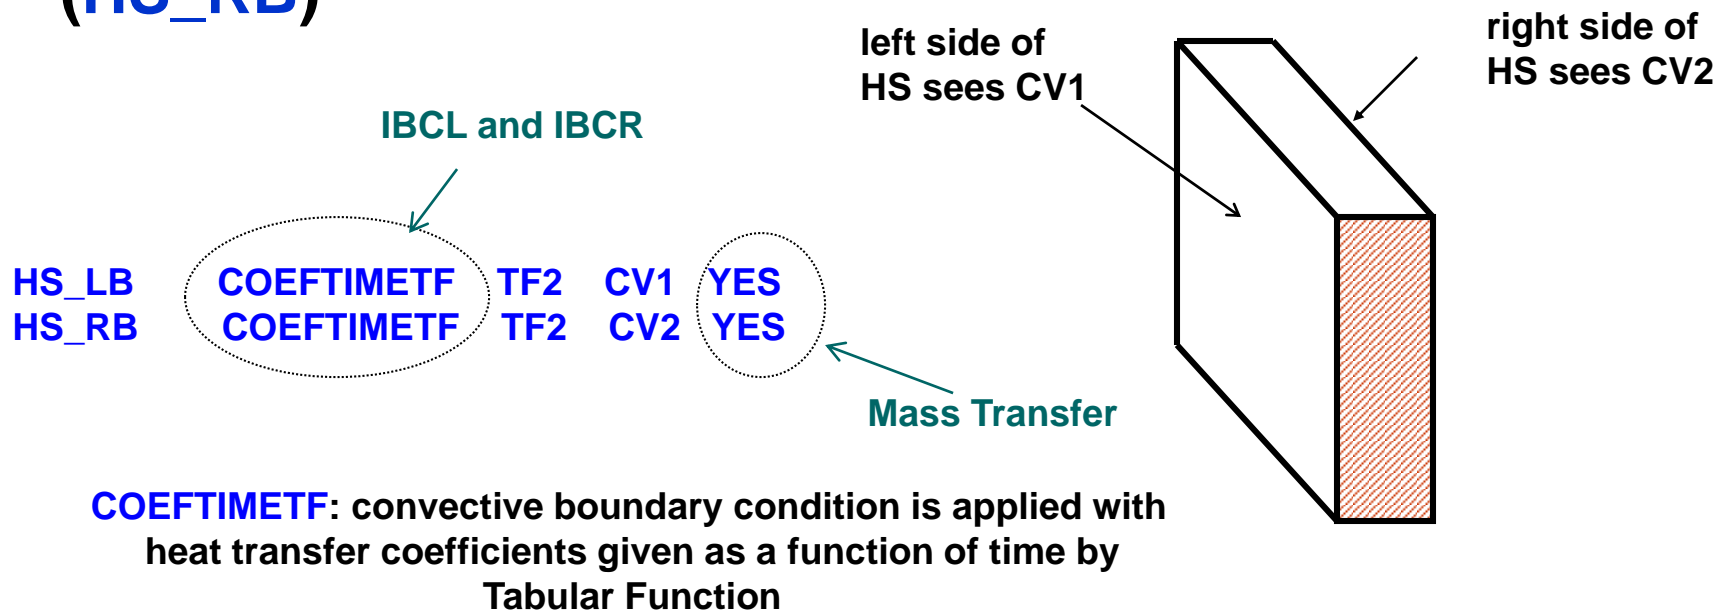 (HS_RB)
left side of
HS sees CV1
right side of
HS sees CV2
IBCL and IBCR
HS_LB COEFTIMETF TF2 CV1 YES
HS_RB COEFTIMETF TF2 CV2 YES
Mass Transfer
COEFTIMETF: convective boundary condition is applied with
heat transfer coefficients given as a function of time by
Tabular Function